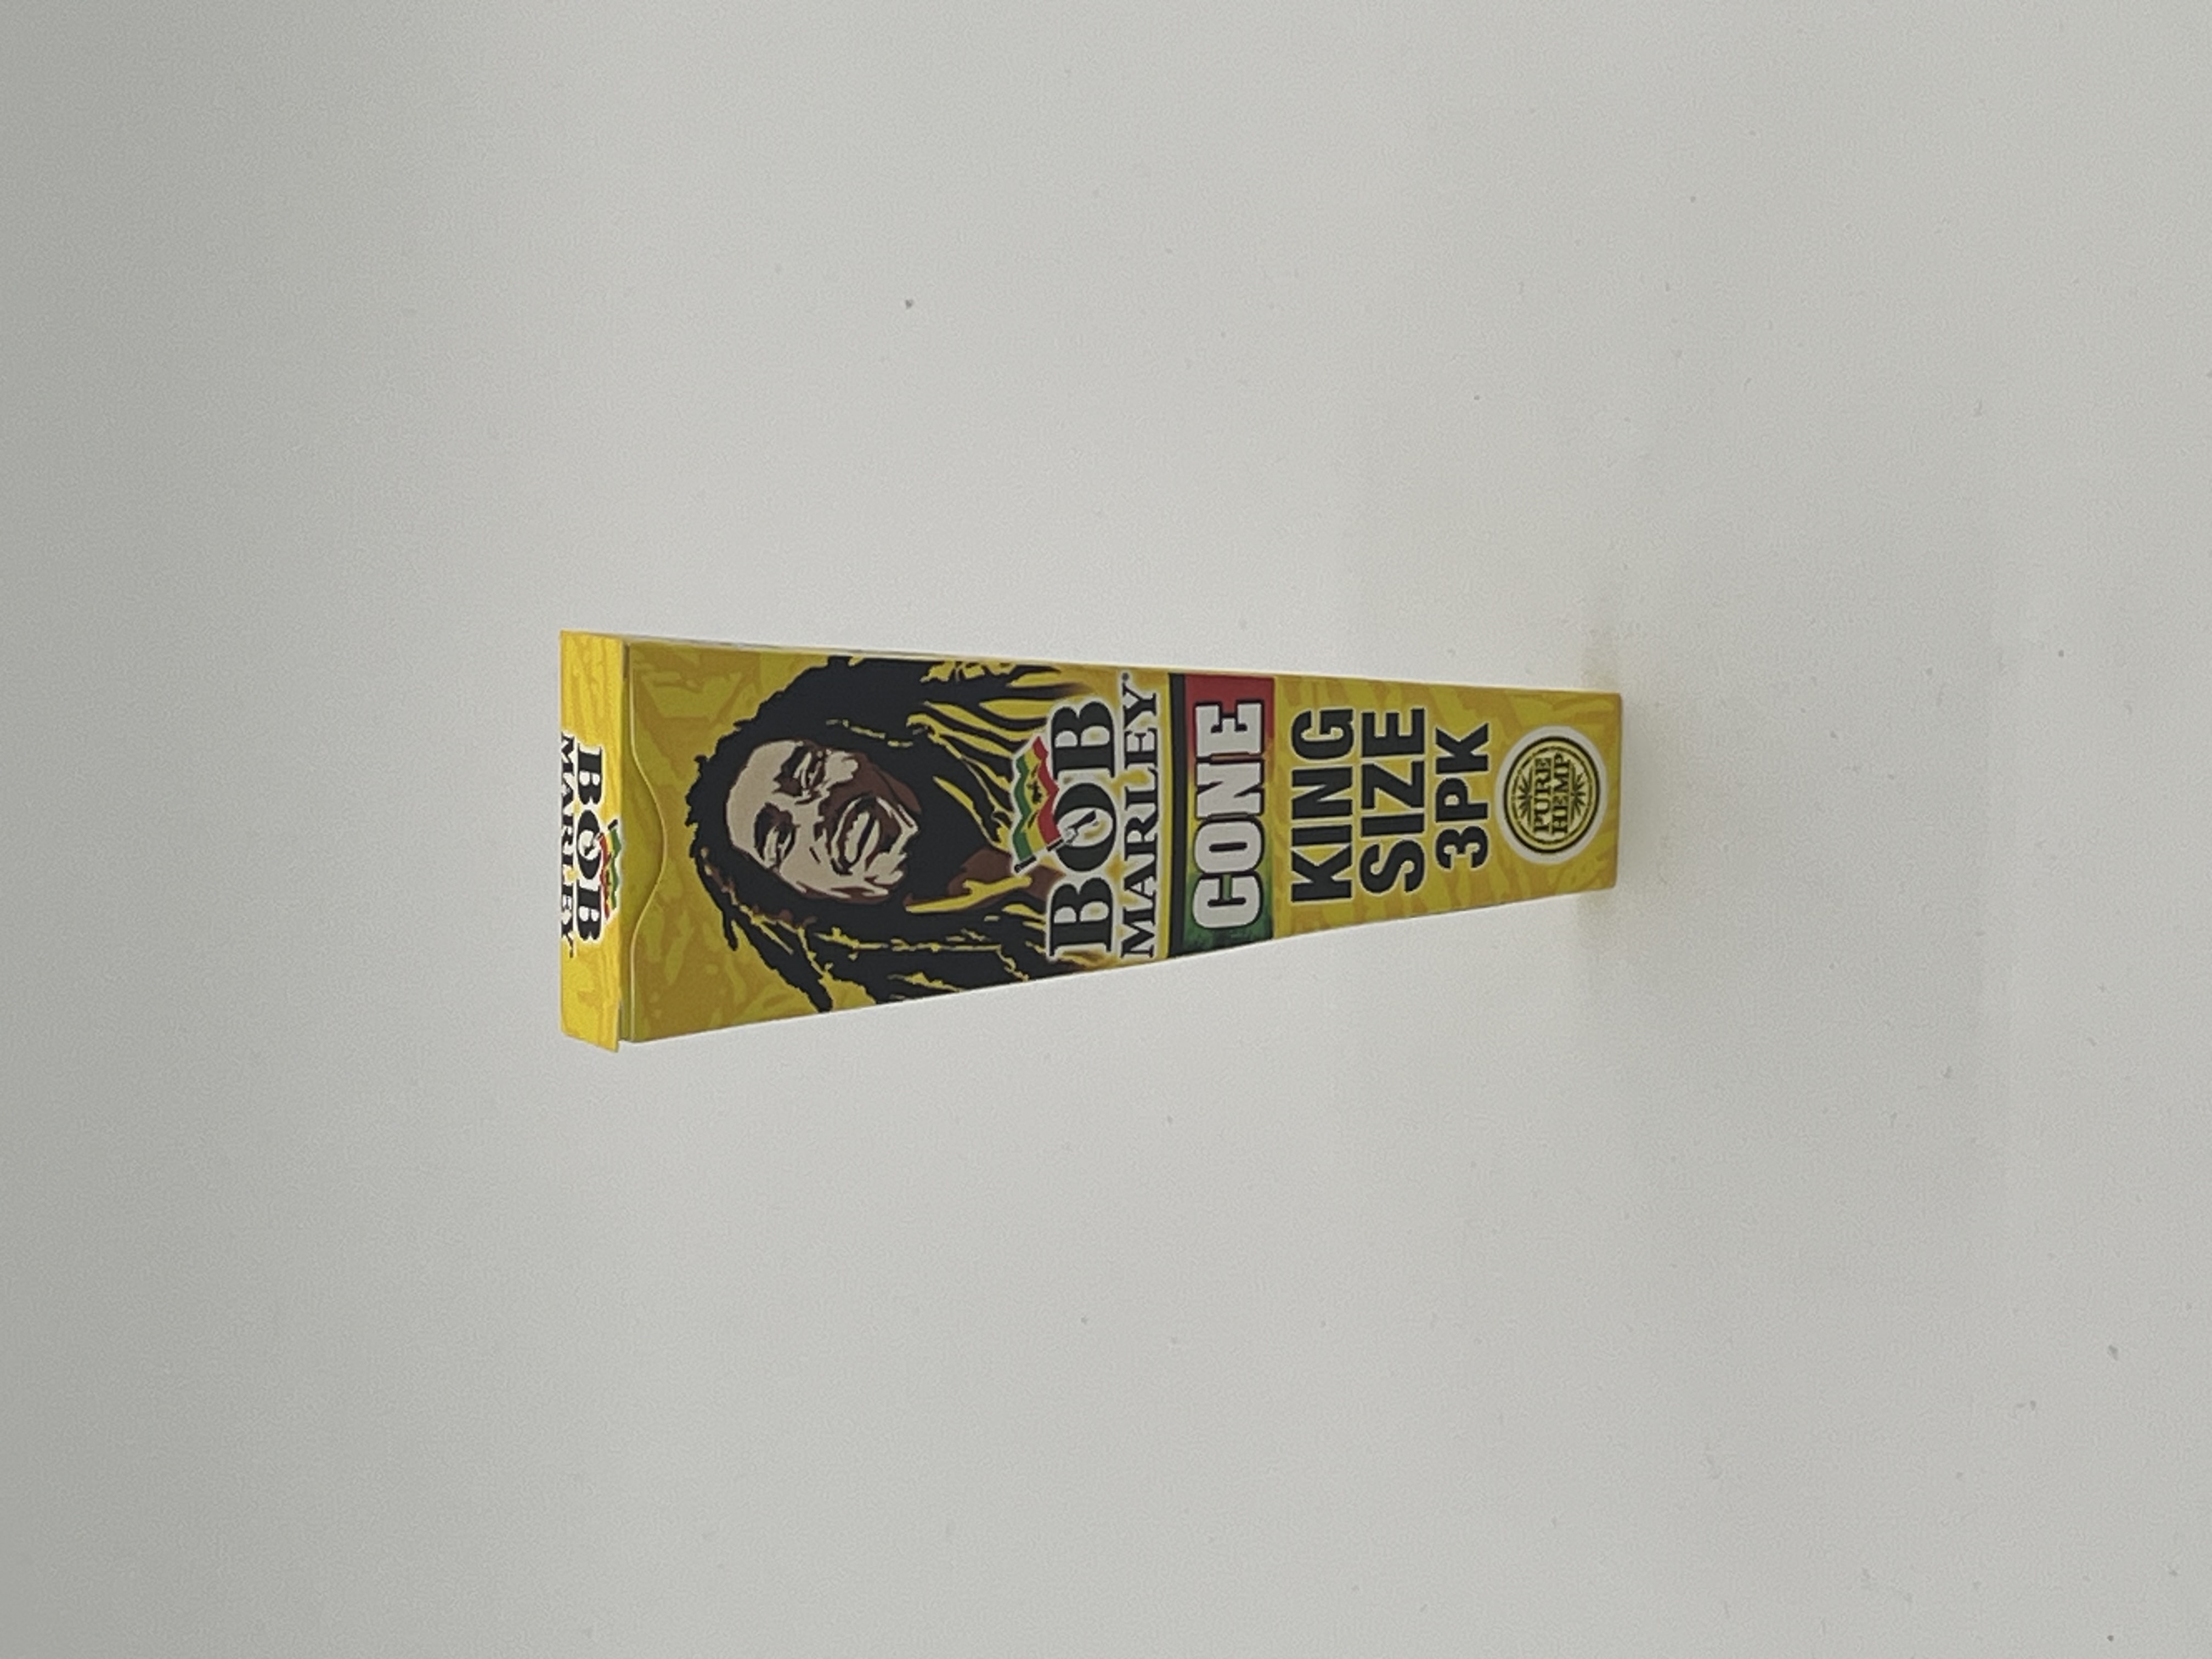 BOB
MARLEY
BOB
MARLEY
CONE
KING
SIZE
3PK
PURE
HEMP